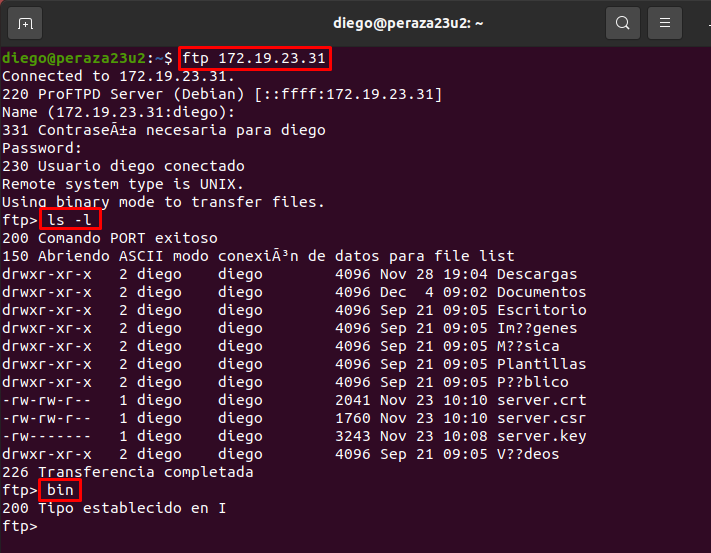 diego@peraza23u2: ~
diego@peraza23u2:~$ ftp 172.19.23.31
Connected to 172.19.23.31.
220 ProFTPD Server (Debian) [::ffff:172.19.23.31]
Name (172.19.23.31:diego):
331 ContraseÃ±a necesaria para diego
Password:
230 Usuario diego conectado
Remote system type is UNIX.
Using binary mode to transfer files.
ftp> ls -l
200 Comando PORT exitoso
150 Abriendo ASCII modo conexiÃ³n de datos para file list
drwxr-xr-x   2 diego    diego        4096 Nov 28 19:04 Descargas
drwxr-xr-x   2 diego    diego        4096 Dec  4 09:02 Documentos
drwxr-xr-x   2 diego    diego        4096 Sep 21 09:05 Escritorio
drwxr-xr-x   2 diego    diego        4096 Sep 21 09:05 Im??genes
drwxr-xr-x   2 diego    diego        4096 Sep 21 09:05 M??sica
drwxr-xr-x   2 diego    diego        4096 Sep 21 09:05 Plantillas
drwxr-xr-x   2 diego    diego        4096 Sep 21 09:05 P??blico
-rw-rw-r--   1 diego    diego        2041 Nov 23 10:10 server.crt
-rw-rw-r--   1 diego    diego        1760 Nov 23 10:10 server.csr
-rw-------   1 diego    diego        3243 Nov 23 10:08 server.key
drwxr-xr-x   2 diego    diego        4096 Sep 21 09:05 V??deos
226 Transferencia completada
ftp> bin
200 Tipo establecido en I
ftp>